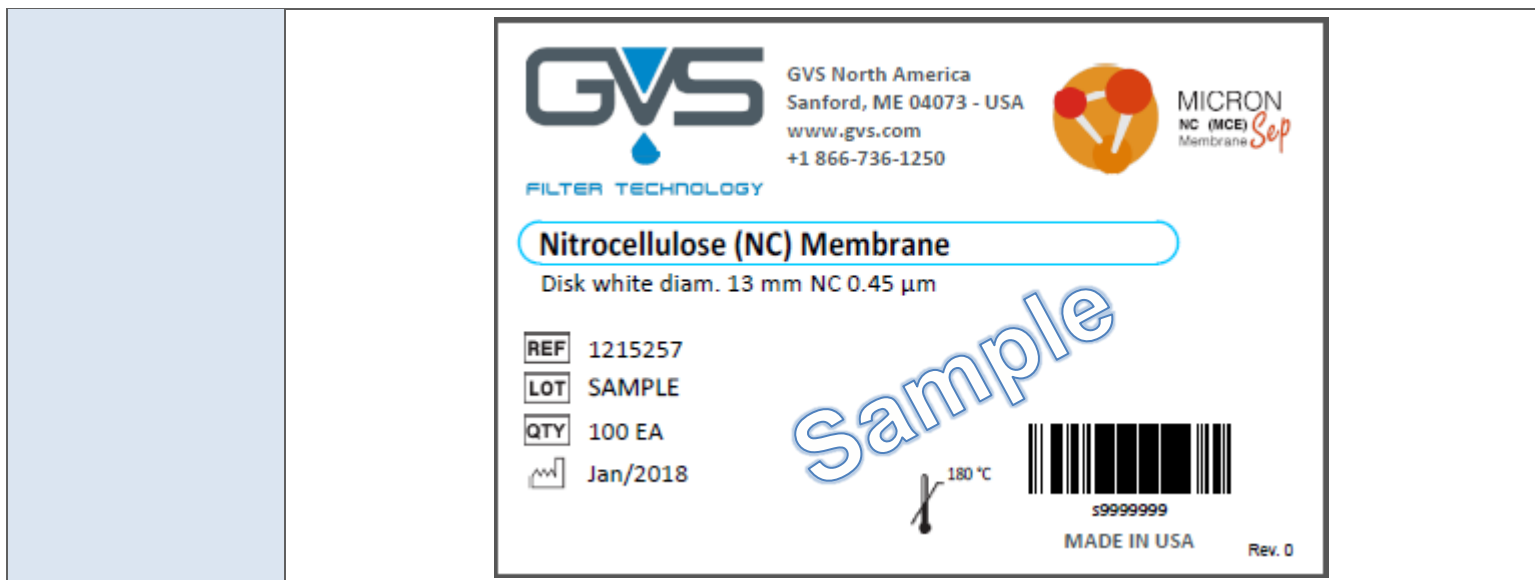 GVS
FILTER TECHNOLOGY
GVS North America
Sanford, ME 04073 - USA
www.gvs.com
+1 866-736-1250
MICRON
NC (MCE) Sep
Membrane
Nitrocellulose (NC) Membrane
Disk white diam. 13 mm NC 0.45 µm
REF 1215257
LOT SAMPLE
QTY 100 EA
Jan/2018
Sample
180 °C
s9999999
MADE IN USA
Rev. 0